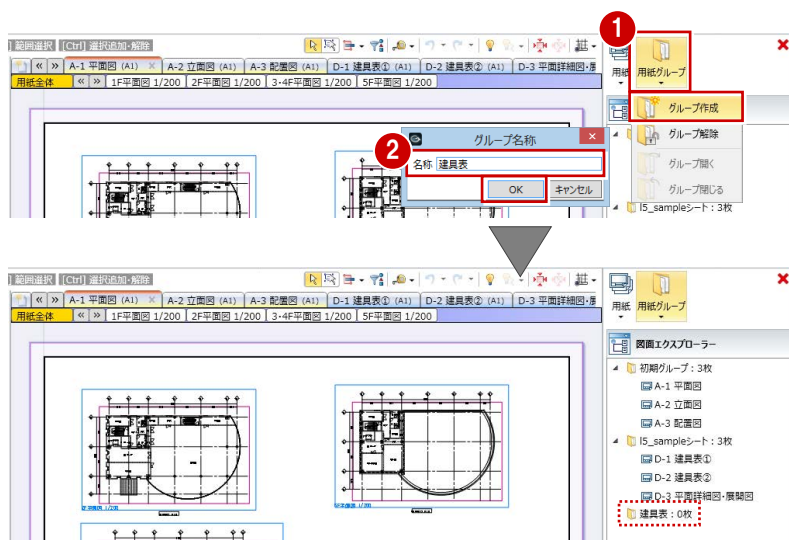 1
] 範囲選択 [Ctrl] 選択追加・解除
« » A-1 平面図 (A1) × A-2 立面図 (A1) A-3 配置図 (A1) D-1 建具表① (A1) D-2 建具表② (A1) D-3 平面詳細図・展
用紙 用紙グループ
用紙全体 « » 1F平面図 1/200 2F平面図 1/200 3-4F平面図 1/200 5F平面図 1/200
グループ作成
グループ解除
グループ開く
グループ閉じる
l5_sampleシート : 3枚
2
グループ名称
名称 建具表
OK キャンセル
] 範囲選択 [Ctrl] 選択追加・解除
« » A-1 平面図 (A1) × A-2 立面図 (A1) A-3 配置図 (A1) D-1 建具表① (A1) D-2 建具表② (A1) D-3 平面詳細図・展
用紙 用紙グループ
用紙全体 « » 1F平面図 1/200 2F平面図 1/200 3-4F平面図 1/200 5F平面図 1/200
図面エクスプローラー
初期グループ : 3枚
A-1 平面図
A-2 立面図
A-3 配置図
l5_sampleシート : 3枚
D-1 建具表①
D-2 建具表②
D-3 平面詳細図・展開図
建具表 : 0枚